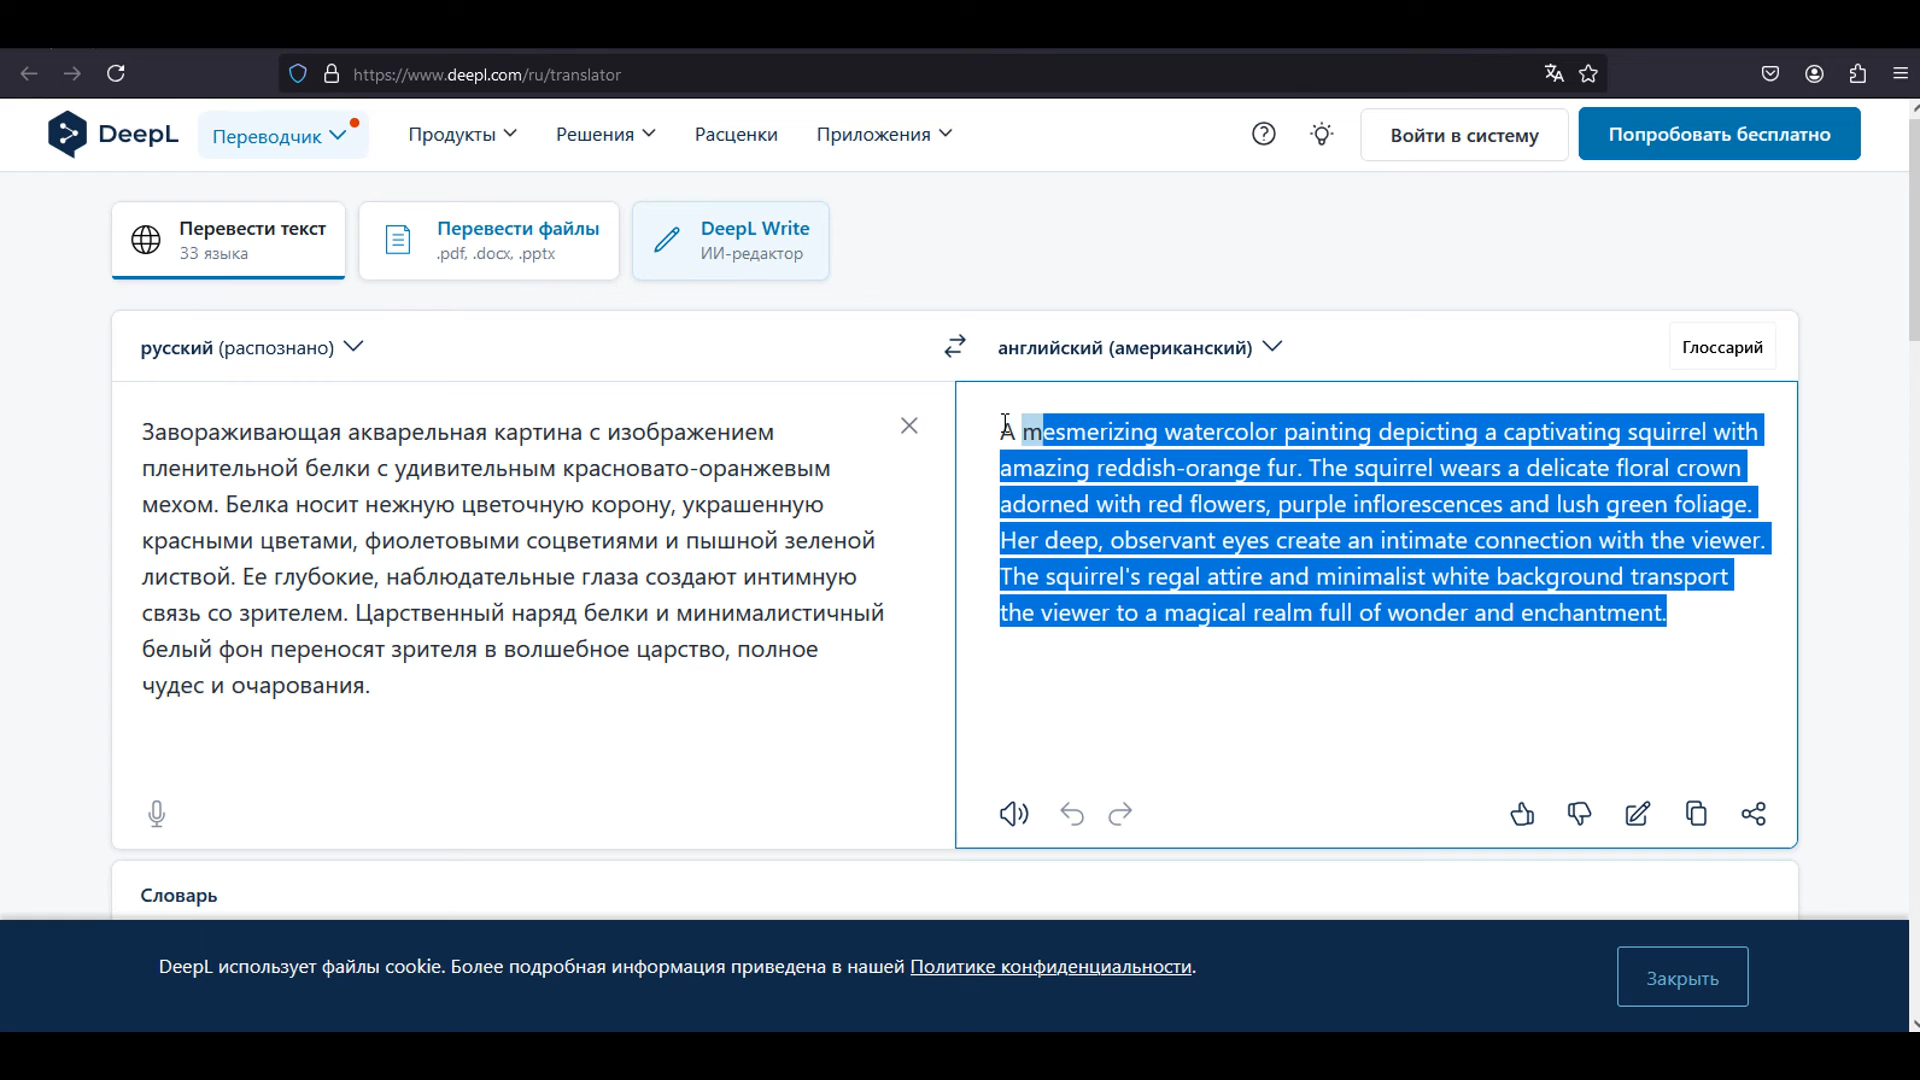 https://www.deepl.com/ru/translator
DeepL
Переводчик
Продукты
Решения
Расценки
Приложения
Войти в систему
Попробовать бесплатно
Перевести текст
33 языка
Перевести файлы
.pdf, .docx, .pptx
DeepL Write
ИИ-редактор
русский (распознано)
английский (американский)
Глоссарий
Завораживающая акварельная картина с изображением
пленительной белки с удивительным красновато-оранжевым
мехом. Белка носит нежную цветочную корону, украшенную
красными цветами, фиолетовыми соцветиями и пышной зеленой
листвой. Ее глубокие, наблюдательные глаза создают интимную
связь со зрителем. Царственный наряд белки и минималистичный
белый фон переносят зрителя в волшебное царство, полное
чудес и очарования.
A mesmerizing watercolor painting depicting a captivating squirrel with
amazing reddish-orange fur. The squirrel wears a delicate floral crown
adorned with red flowers, purple inflorescences and lush green foliage.
Her deep, observant eyes create an intimate connection with the viewer.
The squirrel's regal attire and minimalist white background transport
the viewer to a magical realm full of wonder and enchantment.
Словарь
DeepL использует файлы cookie. Более подробная информация приведена в нашей Политике конфиденциальности.
Закрыть